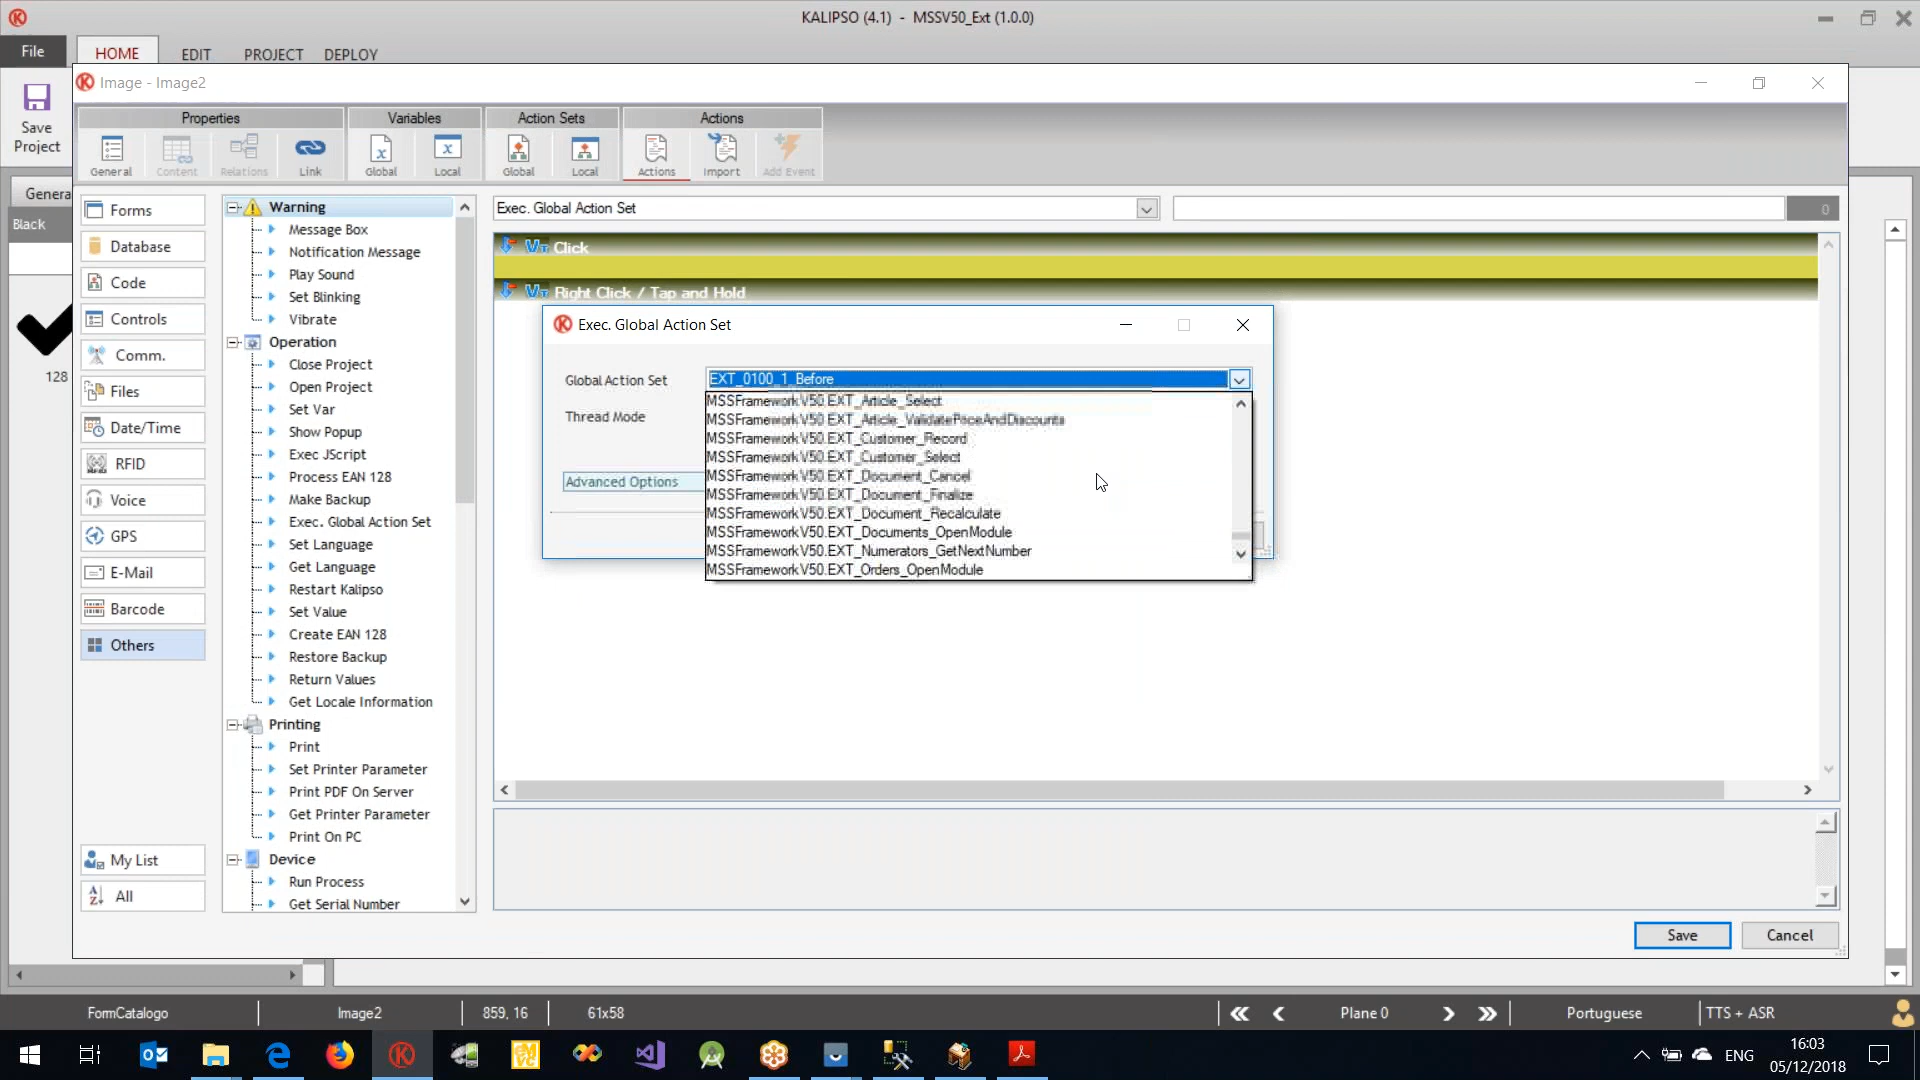 KALIPSO (4.1) - MSSV50_Ext (1.0.0)
File
HOME
EDIT
PROJECT
DEPLOY
Save
Project
Image - Image2
Properties
Variables
Action Sets
Actions
General
Content
Relations
Link
Global
Local
Global
Local
Actions
Import
Add Event
Genera
Black
128
Forms
Database
Code
Controls
Comm.
Files
Date/Time
RFID
Voice
GPS
E-Mail
Barcode
Others
My List
All
Warning
Message Box
Notification Message
Play Sound
Set Blinking
Vibrate
Operation
Close Project
Open Project
Set Var
Show Popup
Exec JScript
Process EAN 128
Make Backup
Exec. Global Action Set
Set Language
Get Language
Restart Kalipso
Set Value
Create EAN 128
Restore Backup
Return Values
Get Locale Information
Printing
Print
Set Printer Parameter
Print PDF On Server
Get Printer Parameter
Print On PC
Device
Run Process
Get Serial Number
Exec. Global Action Set
0
Click
Right Click / Tap and Hold
Exec. Global Action Set
Global Action Set
EXT_0100_1_Before
Thread Mode
Advanced Options
MSSFrameworkV50.EXT_Article_Select
MSSFrameworkV50.EXT_Article_ValidatePriceAndDiscounts
MSSFrameworkV50.EXT_Customer_Record
MSSFrameworkV50.EXT_Customer_Select
MSSFrameworkV50.EXT_Document_Cancel
MSSFrameworkV50.EXT_Document_Finalize
MSSFrameworkV50.EXT_Document_Recalculate
MSSFrameworkV50.EXT_Documents_OpenModule
MSSFrameworkV50.EXT_Numerators_GetNextNumber
MSSFrameworkV50.EXT_Orders_OpenModule
Save
Cancel
FormCatalogo
Image2
859, 16
61x58
Plane 0
Portuguese
TTS + ASR
ENG
16:03
05/12/2018